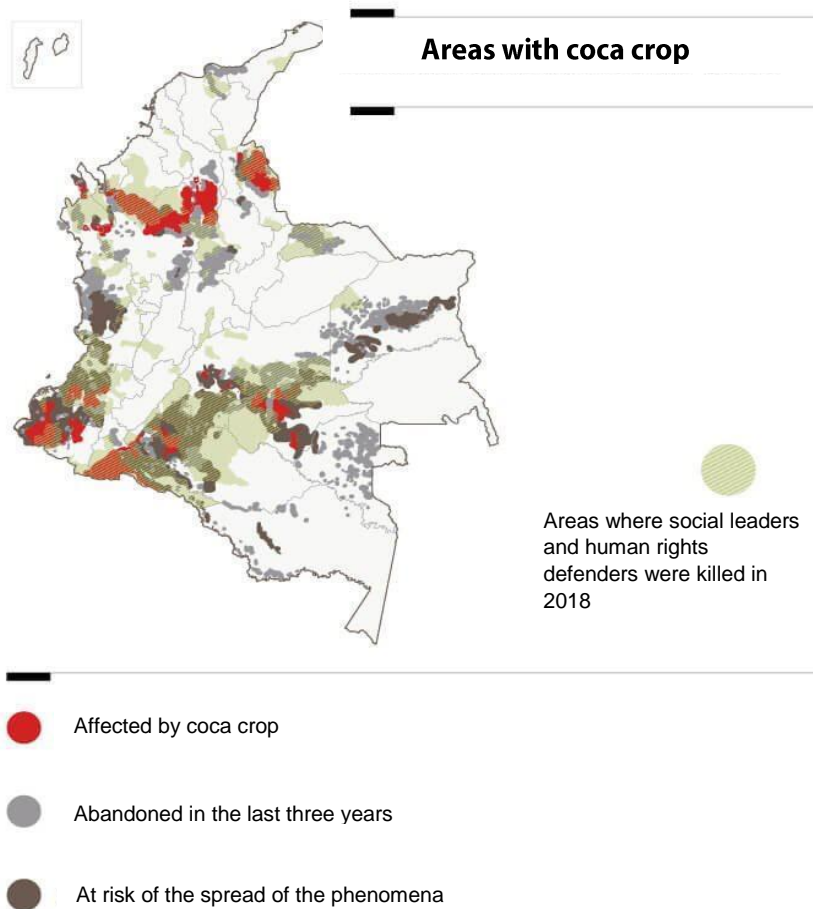 Areas with coca crop
Areas where social leaders
and human rights
defenders were killed in
2018
Affected by coca crop
Abandoned in the last three years
At risk of the spread of the phenomena